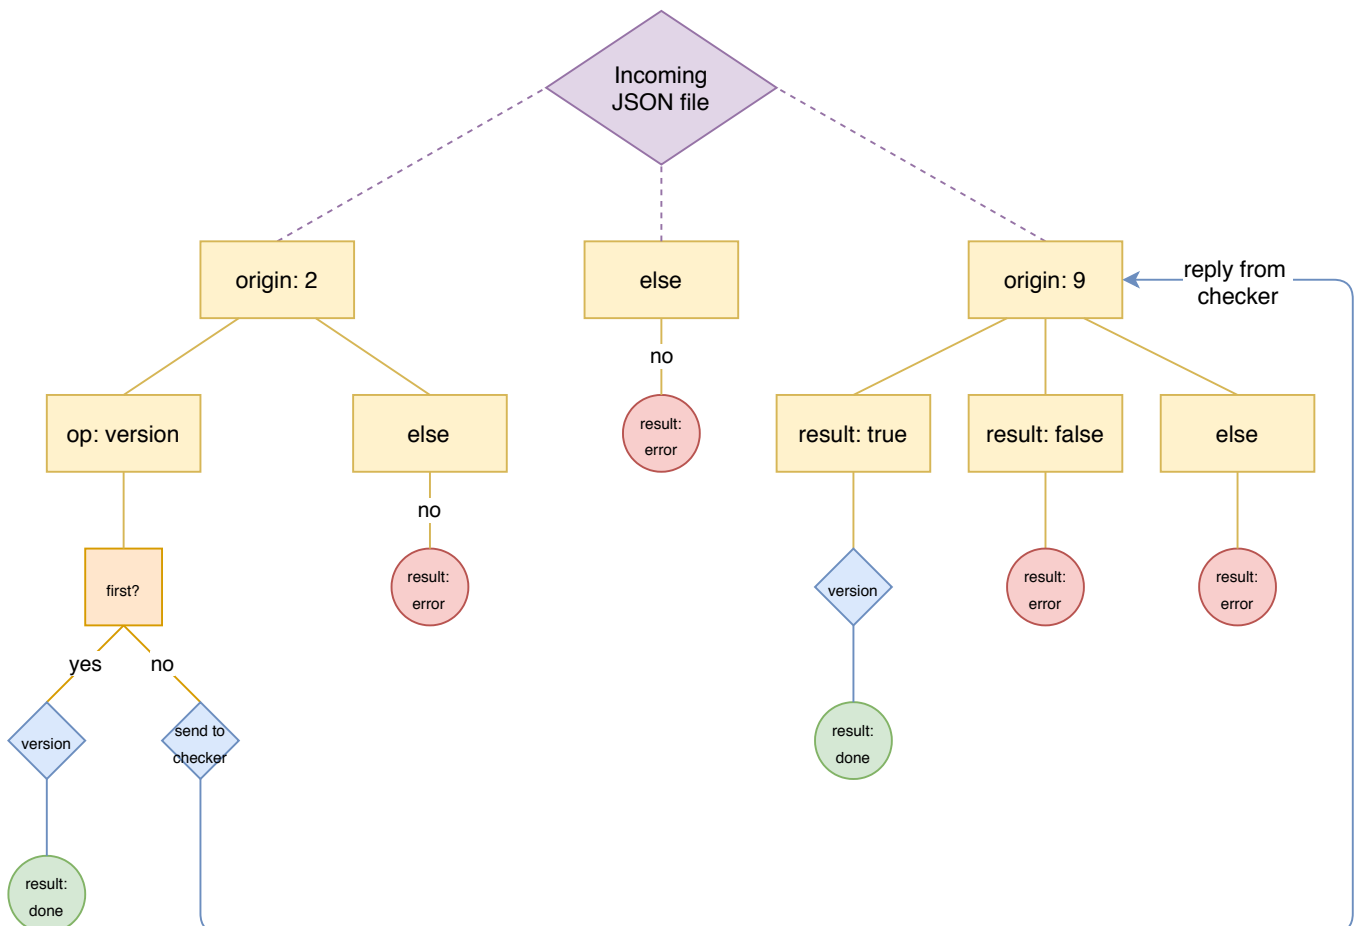 Incoming
JSON file
origin: 2
else
origin: 9
reply from
checker
no
op: version
else
result:
error
result: true
result: false
else
no
first?
result:
error
version
result:
error
result:
error
yes
no
version
send to
checker
result:
done
result:
done